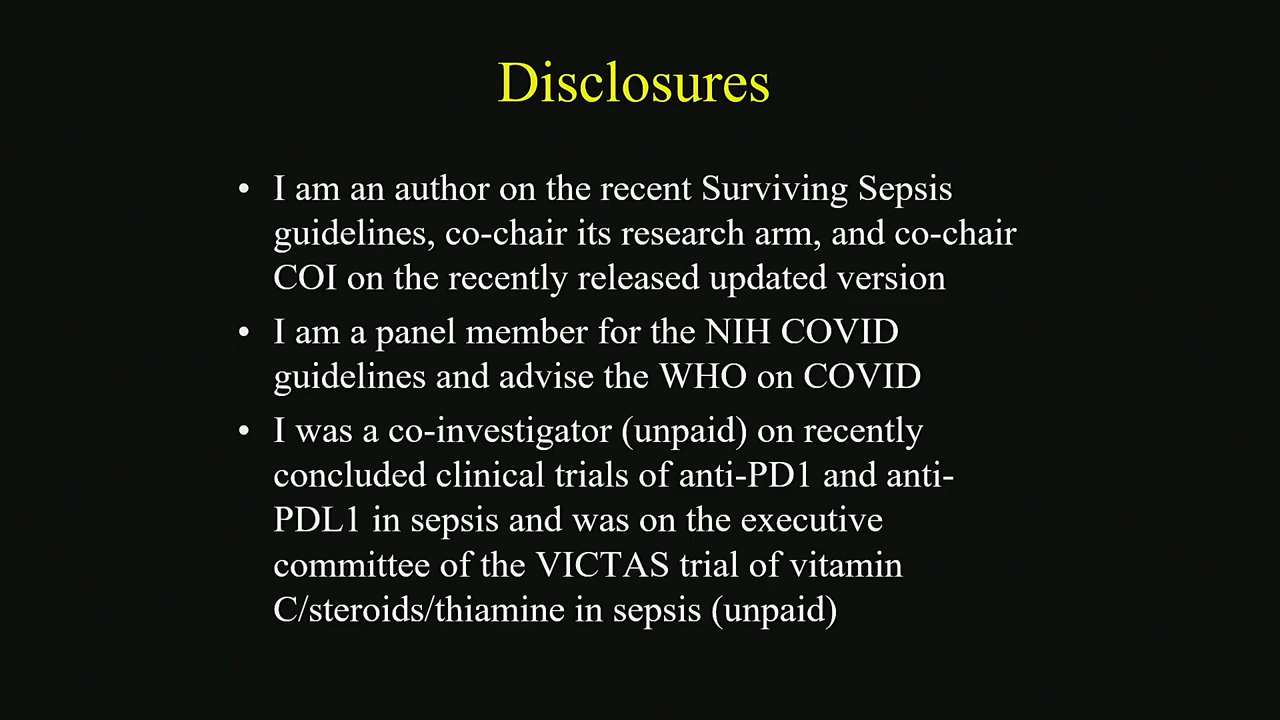 Disclosures
• I am an author on the recent Surviving Sepsis
guidelines, co-chair its research arm, and co-chair
COI on the recently released updated version
• I am a panel member for the NIH COVID
guidelines and advise the WHO on COVID
• I was a co-investigator (unpaid) on recently
concluded clinical trials of anti-PD1 and anti-
PDL1 in sepsis and was on the executive
committee of the VICTAS trial of vitamin
C/steroids/thiamine in sepsis (unpaid)